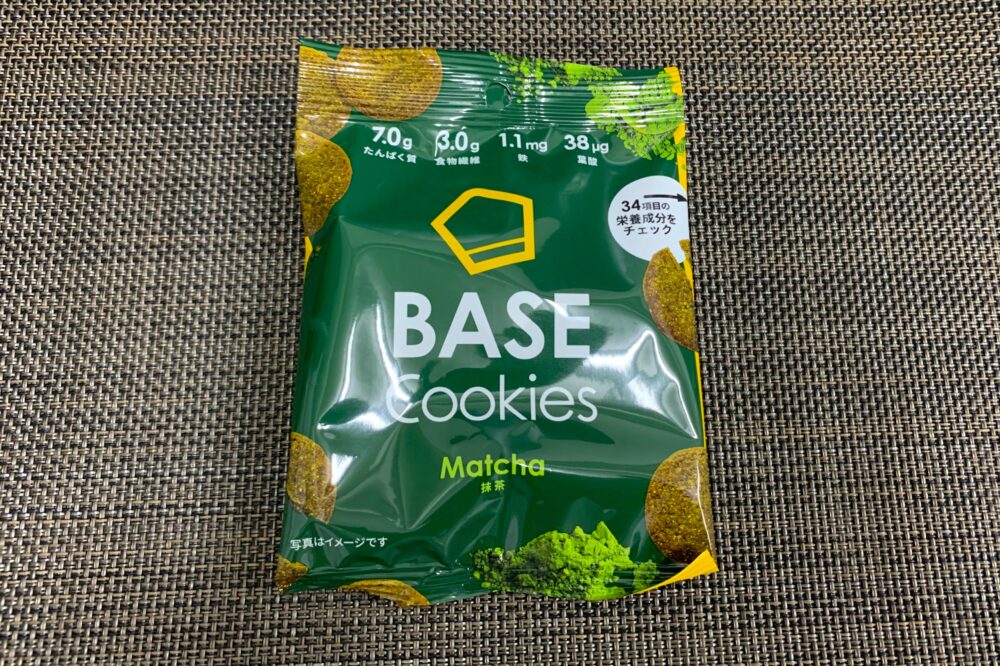 7.0g 3.0g 1.1mg 38μg
たんぱく質 食物繊維 鉄 葉酸
34項目の
栄養成分を
チェック
BASE
Cookies
Matcha
抹茶
写真はイメージです